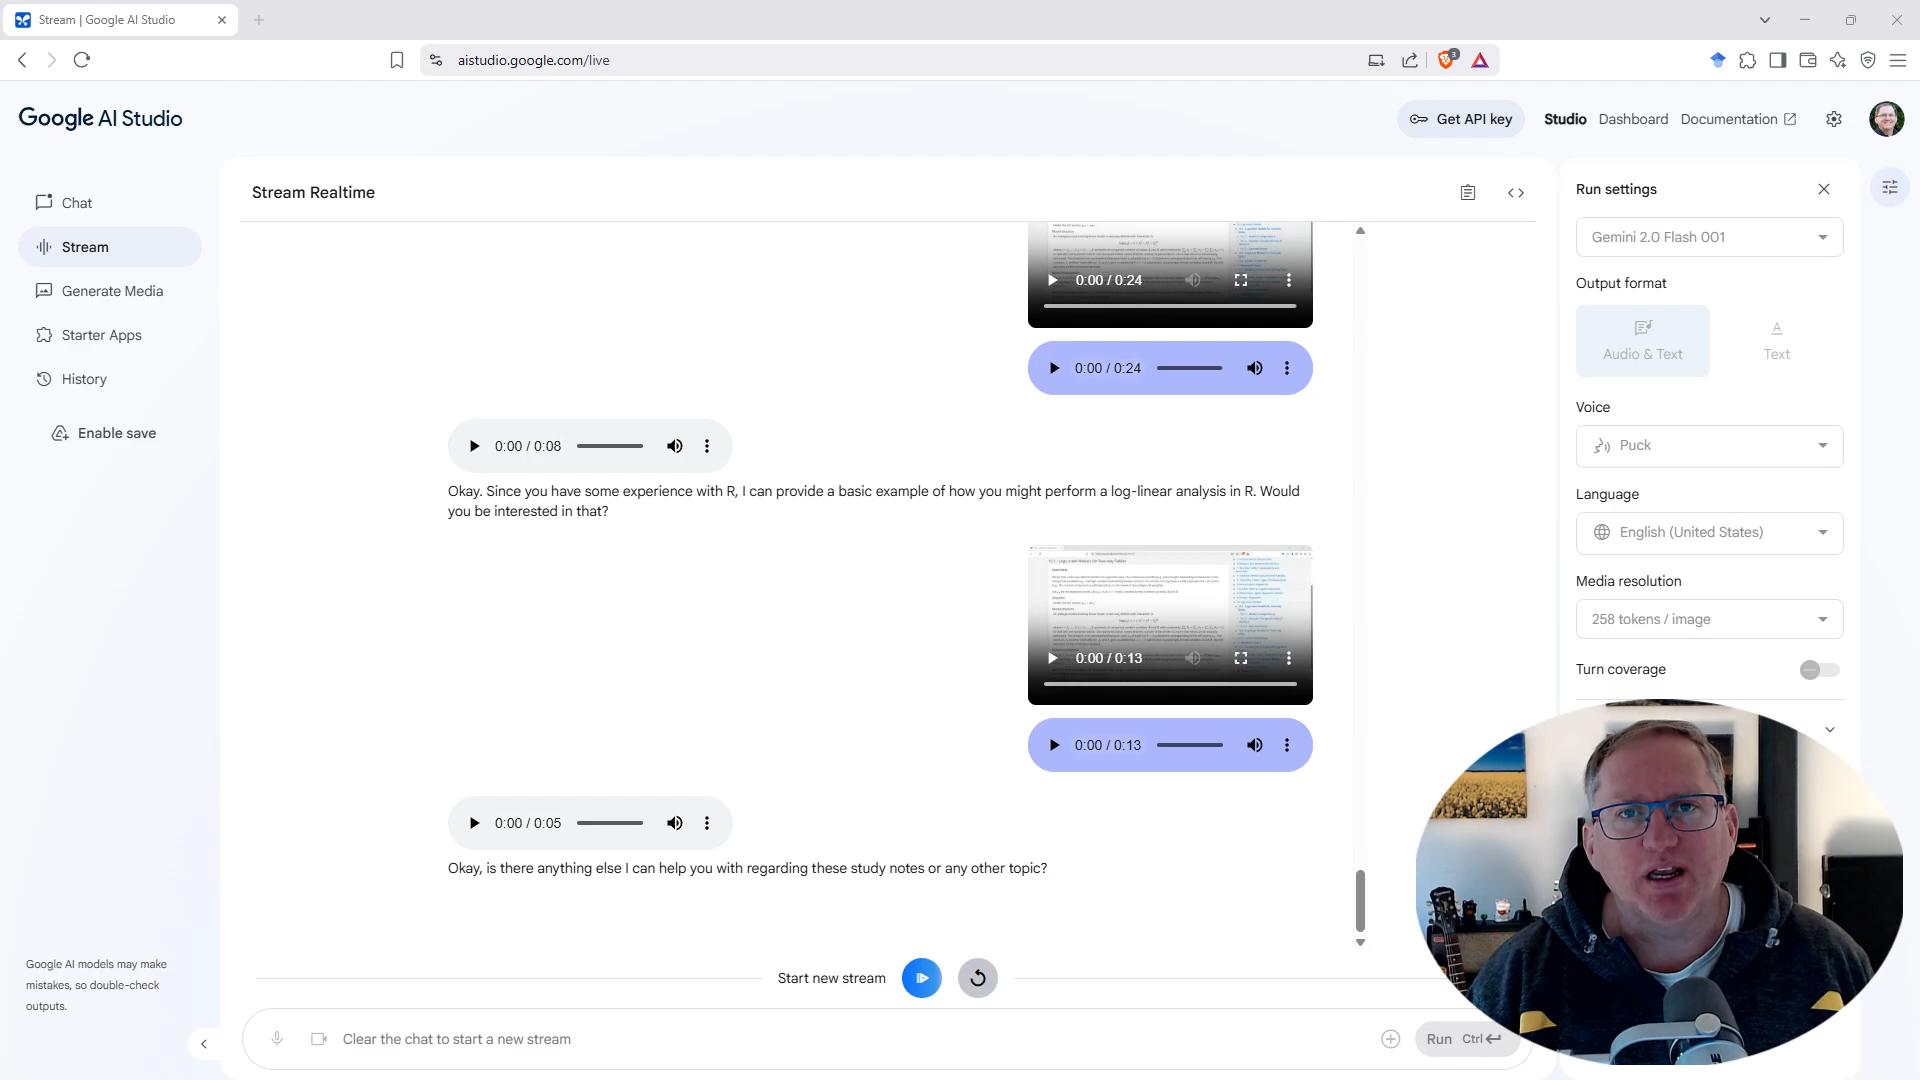 Stream | Google AI Studio
aistudio.google.com/live
3
Google AI Studio
Get API key
Studio
Dashboard
Documentation
Chat
Stream
Generate Media
Starter Apps
History
Enable save
Google AI models may make
mistakes, so double-check
outputs.
Stream Realtime
0:00 / 0:24
0:00 / 0:24
0:00 / 0:08
Okay. Since you have some experience with R, I can provide a basic example of how you might perform a log-linear analysis in R. Would
you be interested in that?
0:00 / 0:13
0:00 / 0:13
0:00 / 0:05
Okay, is there anything else I can help you with regarding these study notes or any other topic?
Start new stream
Clear the chat to start a new stream
Run Ctrl
Run settings
Gemini 2.0 Flash 001
Output format
Audio & Text
A
Text
Voice
Puck
Language
English (United States)
Media resolution
258 tokens / image
Turn coverage